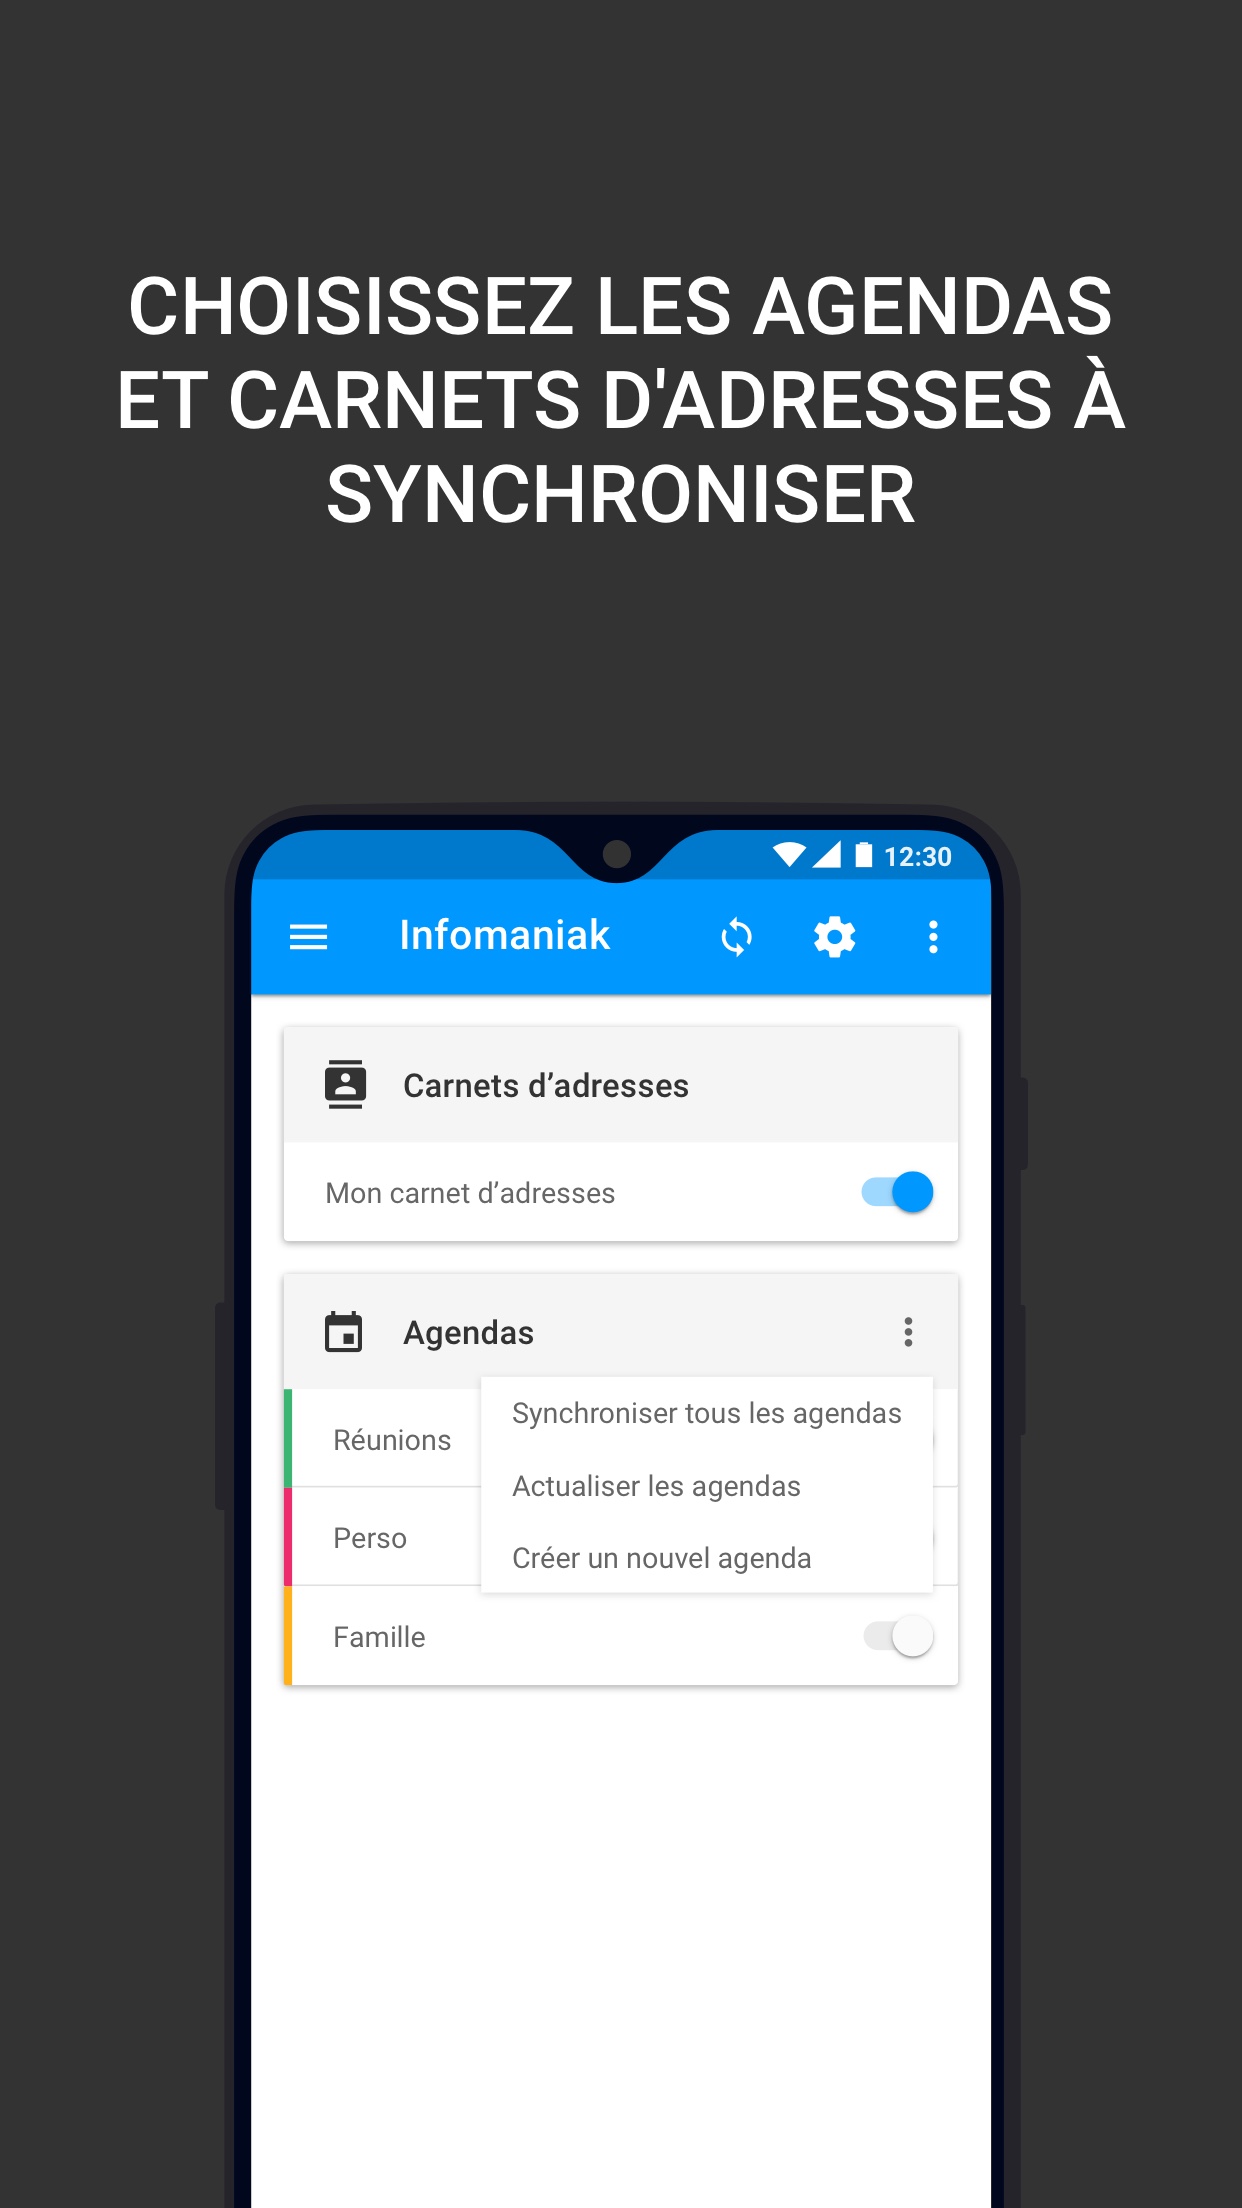 CHOISISSEZ LES AGENDAS
ET CARNETS D'ADRESSES À
SYNCHRONISER
12:30
Infomaniak
Carnets d’adresses
Mon carnet d’adresses
Agendas
Synchroniser tous les agendas
Réunions
Actualiser les agendas
Perso
Créer un nouvel agenda
Famille